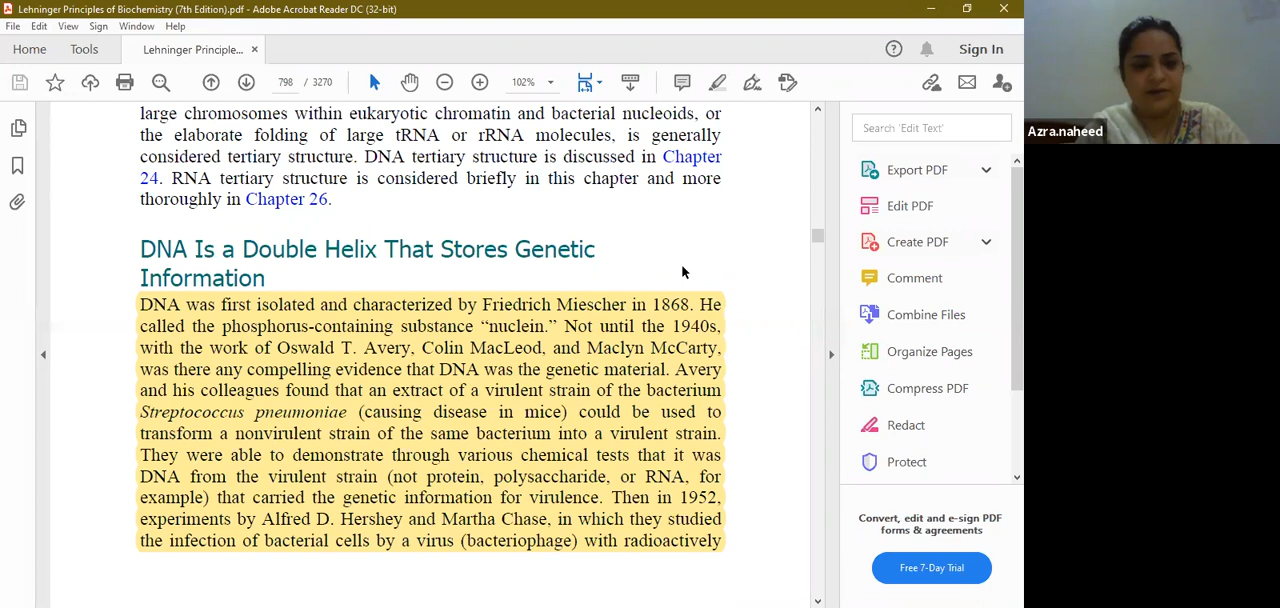 Lehninger Principles of Biochemistry (7th Edition).pdf - Adobe Acrobat Reader DC (32-bit)
File Edit View Sign Window Help
Home Tools Lehninger Principle... × Sign In
798 / 3270 102%
large chromosomes within eukaryotic chromatin and bacterial nucleoids, or
the elaborate folding of large tRNA or rRNA molecules, is generally
considered tertiary structure. DNA tertiary structure is discussed in Chapter
24. RNA tertiary structure is considered briefly in this chapter and more
thoroughly in Chapter 26.
DNA Is a Double Helix That Stores Genetic
Information
DNA was first isolated and characterized by Friedrich Miescher in 1868. He
called the phosphorus-containing substance “nuclein.” Not until the 1940s,
with the work of Oswald T. Avery, Colin MacLeod, and Maclyn McCarty,
was there any compelling evidence that DNA was the genetic material. Avery
and his colleagues found that an extract of a virulent strain of the bacterium
Streptococcus pneumoniae (causing disease in mice) could be used to
transform a nonvirulent strain of the same bacterium into a virulent strain.
They were able to demonstrate through various chemical tests that it was
DNA from the virulent strain (not protein, polysaccharide, or RNA, for
example) that carried the genetic information for virulence. Then in 1952,
experiments by Alfred D. Hershey and Martha Chase, in which they studied
the infection of bacterial cells by a virus (bacteriophage) with radioactively
Search 'Edit Text'
Export PDF
Edit PDF
Create PDF
Comment
Combine Files
Organize Pages
Compress PDF
Redact
Protect
Convert, edit and e-sign PDF
forms & agreements
Free 7-Day Trial
Azra.naheed